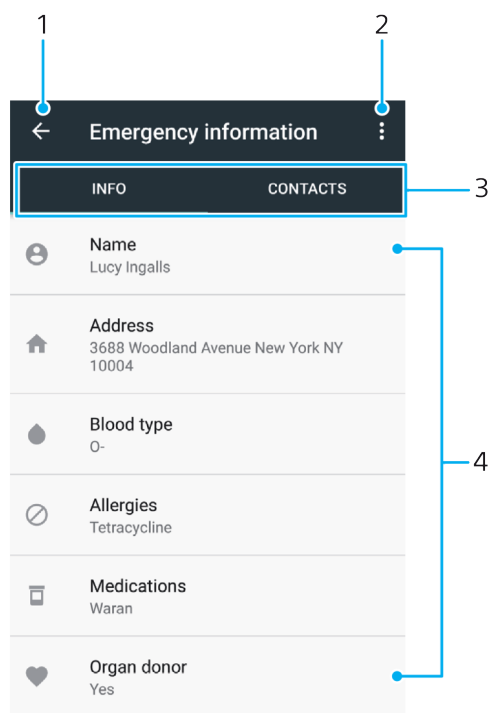 1 2
Emergency information
INFO CONTACTS
3
Name
Lucy Ingalls
Address
3688 Woodland Avenue New York NY
10004
Blood type
O-
4
Allergies
Tetracycline
Medications
Waran
Organ donor
Yes